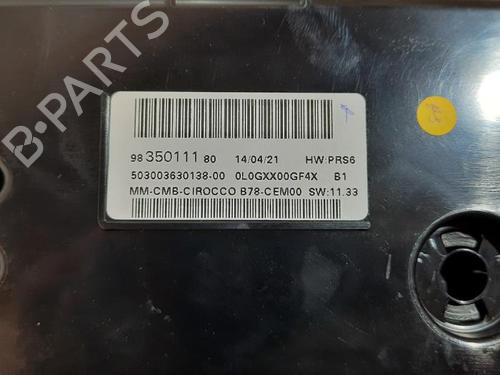 B-PARTS
98 350111 80 14/04/21 HW:PRS6
503003630138-00 0L0GXX00GF4X B1
MM-CMB-CIROCCO B78-CEM00 SW:11.33